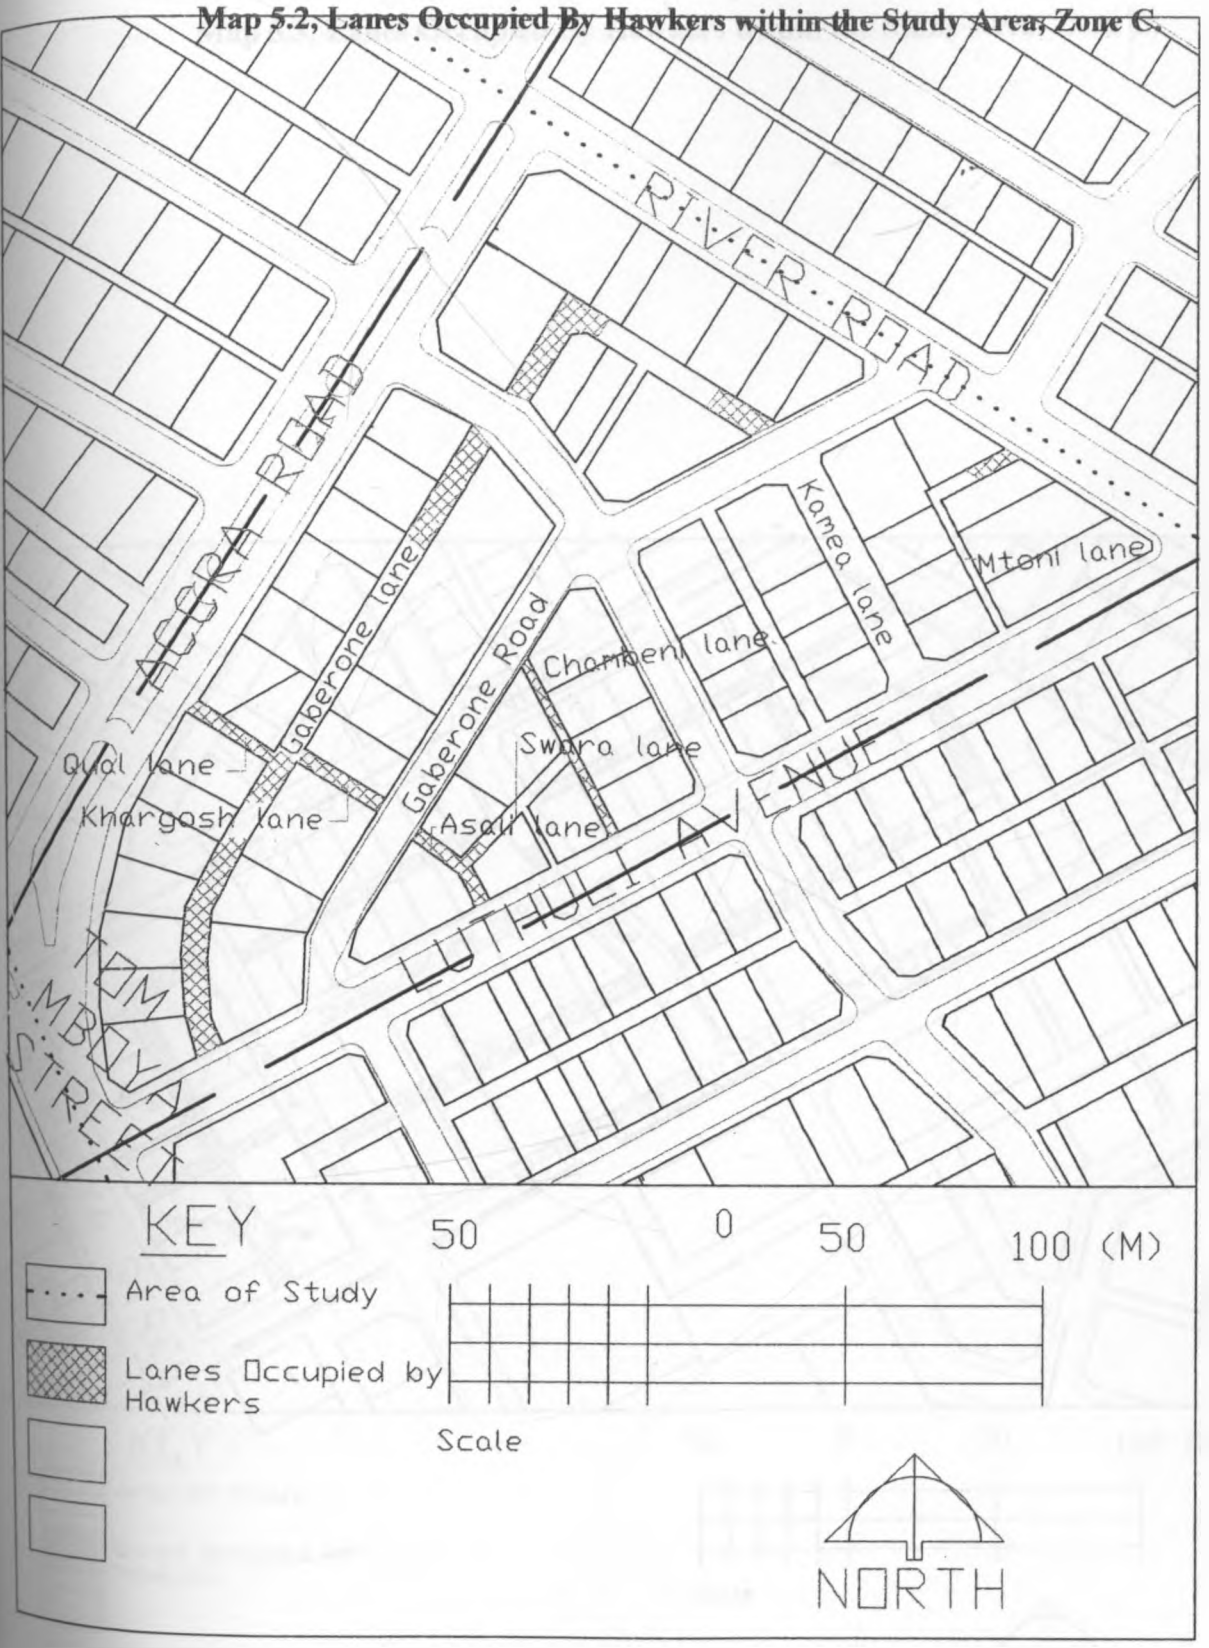 Map 5.2, Lanes Occupied By Hawkers within the Study Area, Zone C.
RIVER ROAD
ACCRA ROAD
Kamea lane
Mtoni lane
Gaberone lane
Gaberone Road
Chambeni lane
Swara lane
Qual lane
Khargosh lane
Asali lane
LUTHULI AVENUE
TOM
MBOYA
STREET
KEY
50 0 50 100 (M)
Area of Study
Lanes Occupied by
Hawkers
Scale
NORTH